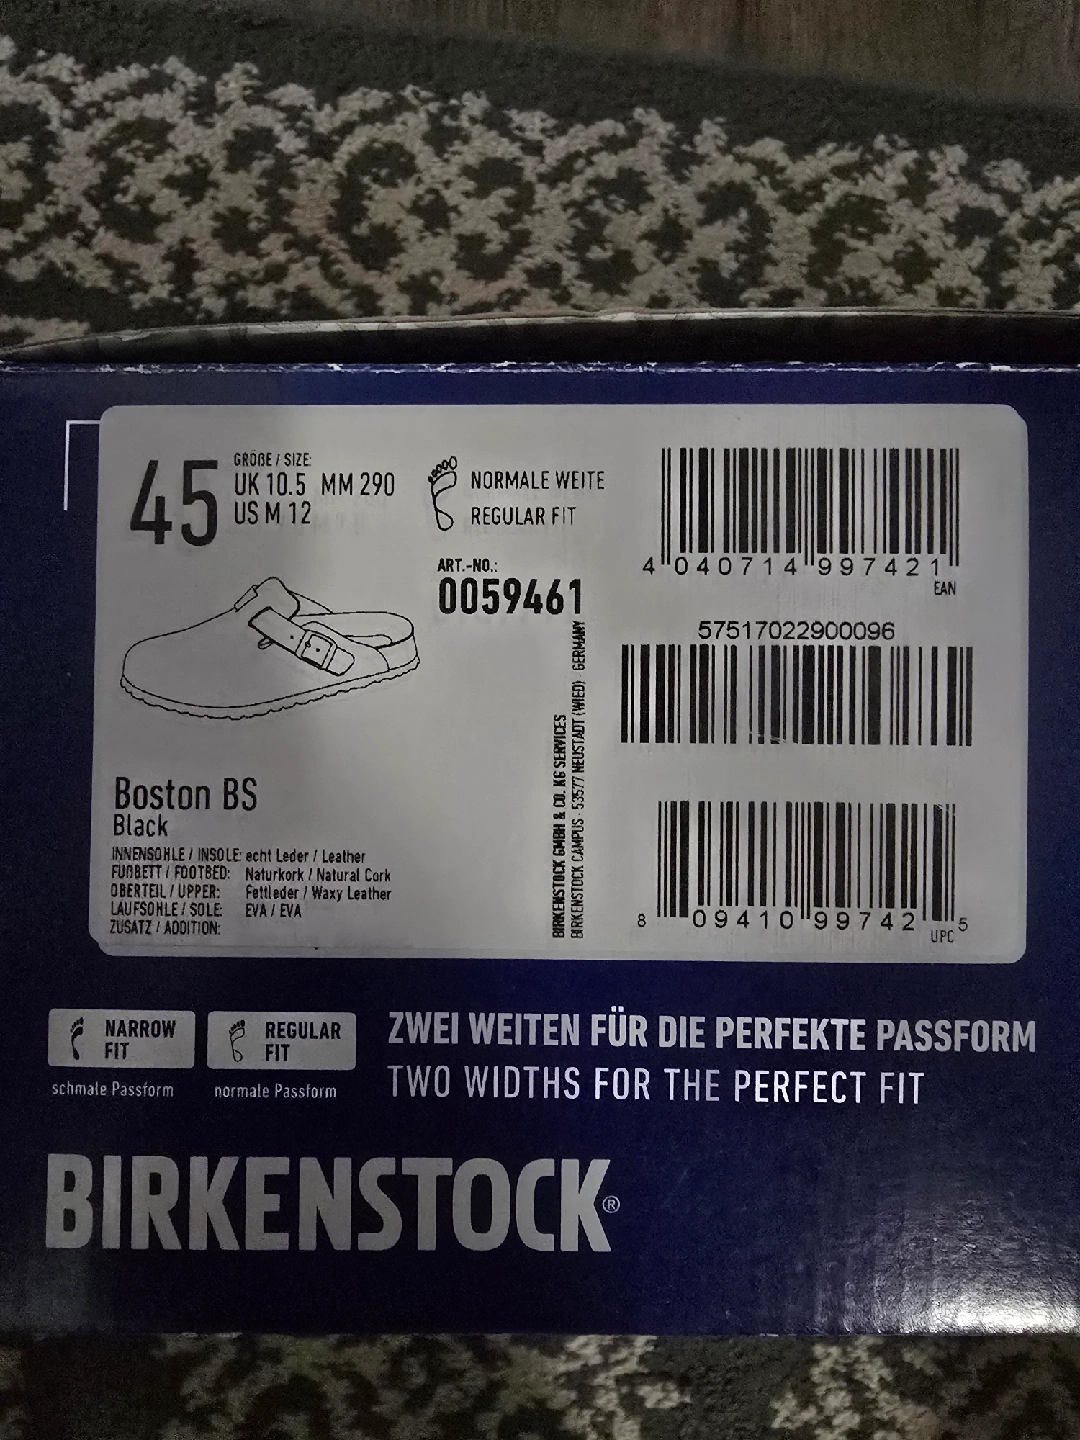 45
GRÖßE / SIZE:
UK 10.5 MM 290
US M 12
NORMALE WEITE
REGULAR FIT
ART.-NO.:
0059461
4 040714 997421
EAN
57517022900096
8 09410 99742 5
UPC
BIRKENSTOCK GMBH & CO. KG SERVICES
BIRKENSTOCK CAMPUS · 53577 NEUSTADT (WIED) · GERMANY
Boston BS
Black
INNENSOHLE / INSOLE: echt Leder / Leather
FUßBETT / FOOTBED: Naturkork / Natural Cork
OBERTEIL / UPPER: Fettleder / Waxy Leather
LAUFSOHLE / SOLE: EVA / EVA
ZUSATZ / ADDITION:
NARROW
FIT
schmale Passform
REGULAR
FIT
normale Passform
ZWEI WEITEN FÜR DIE PERFEKTE PASSFORM
TWO WIDTHS FOR THE PERFECT FIT
BIRKENSTOCK®